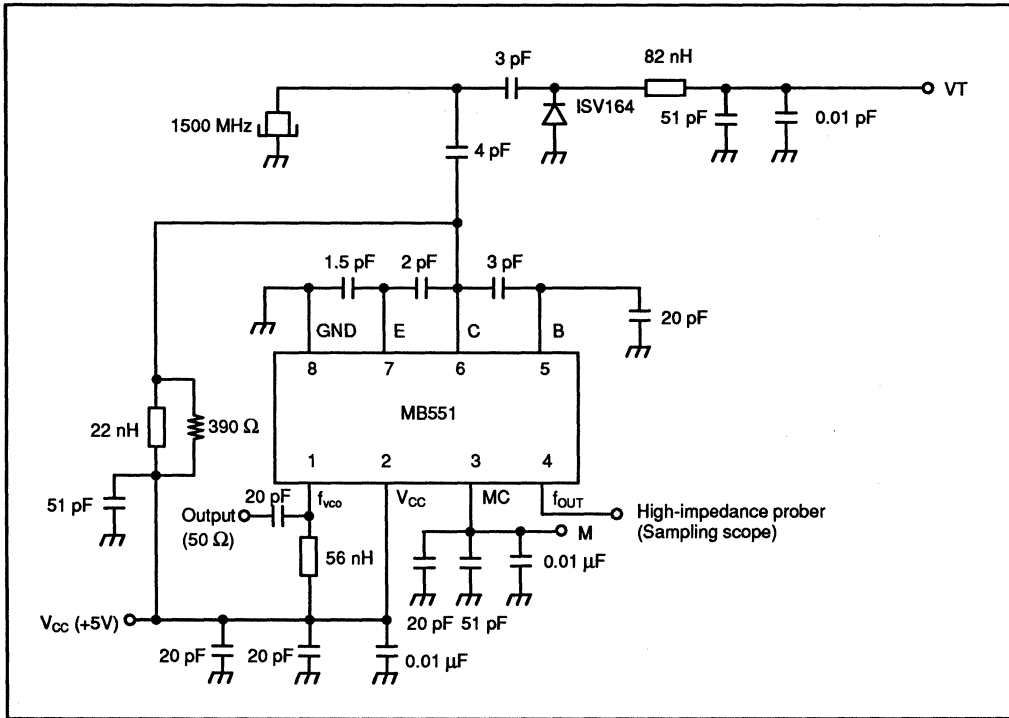 3 pF
82 nH
VT
1500 MHz
ISV164
51 pF
0.01 pF
4 pF
1.5 pF
2 pF
3 pF
20 pF
GND
E
C
B
8
7
6
5
MB551
22 nH
390 Ω
1
2
3
4
51 pF
20 pF
fvco
VCC
MC
fOUT
Output
(50 Ω)
High-impedance prober
(Sampling scope)
M
56 nH
0.01 µF
20 pF
51 pF
VCC (+5V)
20 pF
20 pF
0.01 µF